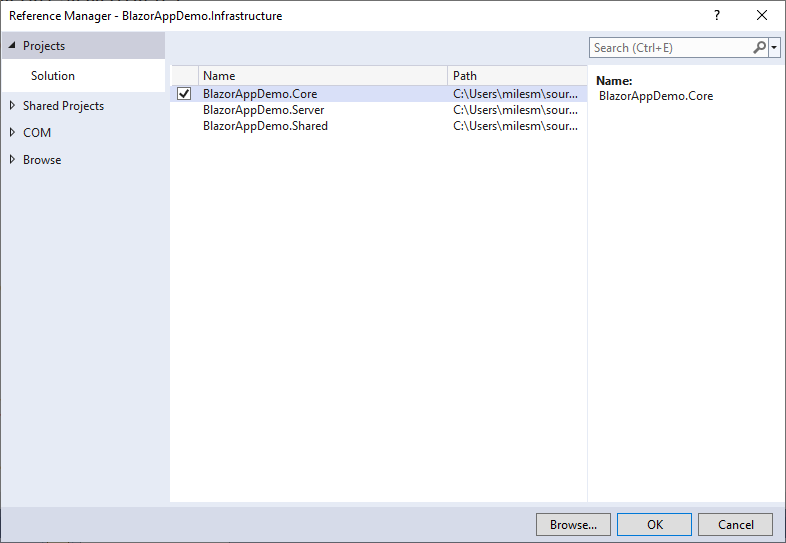 Reference Manager - BlazorAppDemo.Infrastructure ?
Projects
Solution
Shared Projects
COM
Browse
Name Path
BlazorAppDemo.Core C:\Users\milesm\sour...
BlazorAppDemo.Server C:\Users\milesm\sour...
BlazorAppDemo.Shared C:\Users\milesm\sour...
Search (Ctrl+E)
Name:
BlazorAppDemo.Core
Browse... OK Cancel